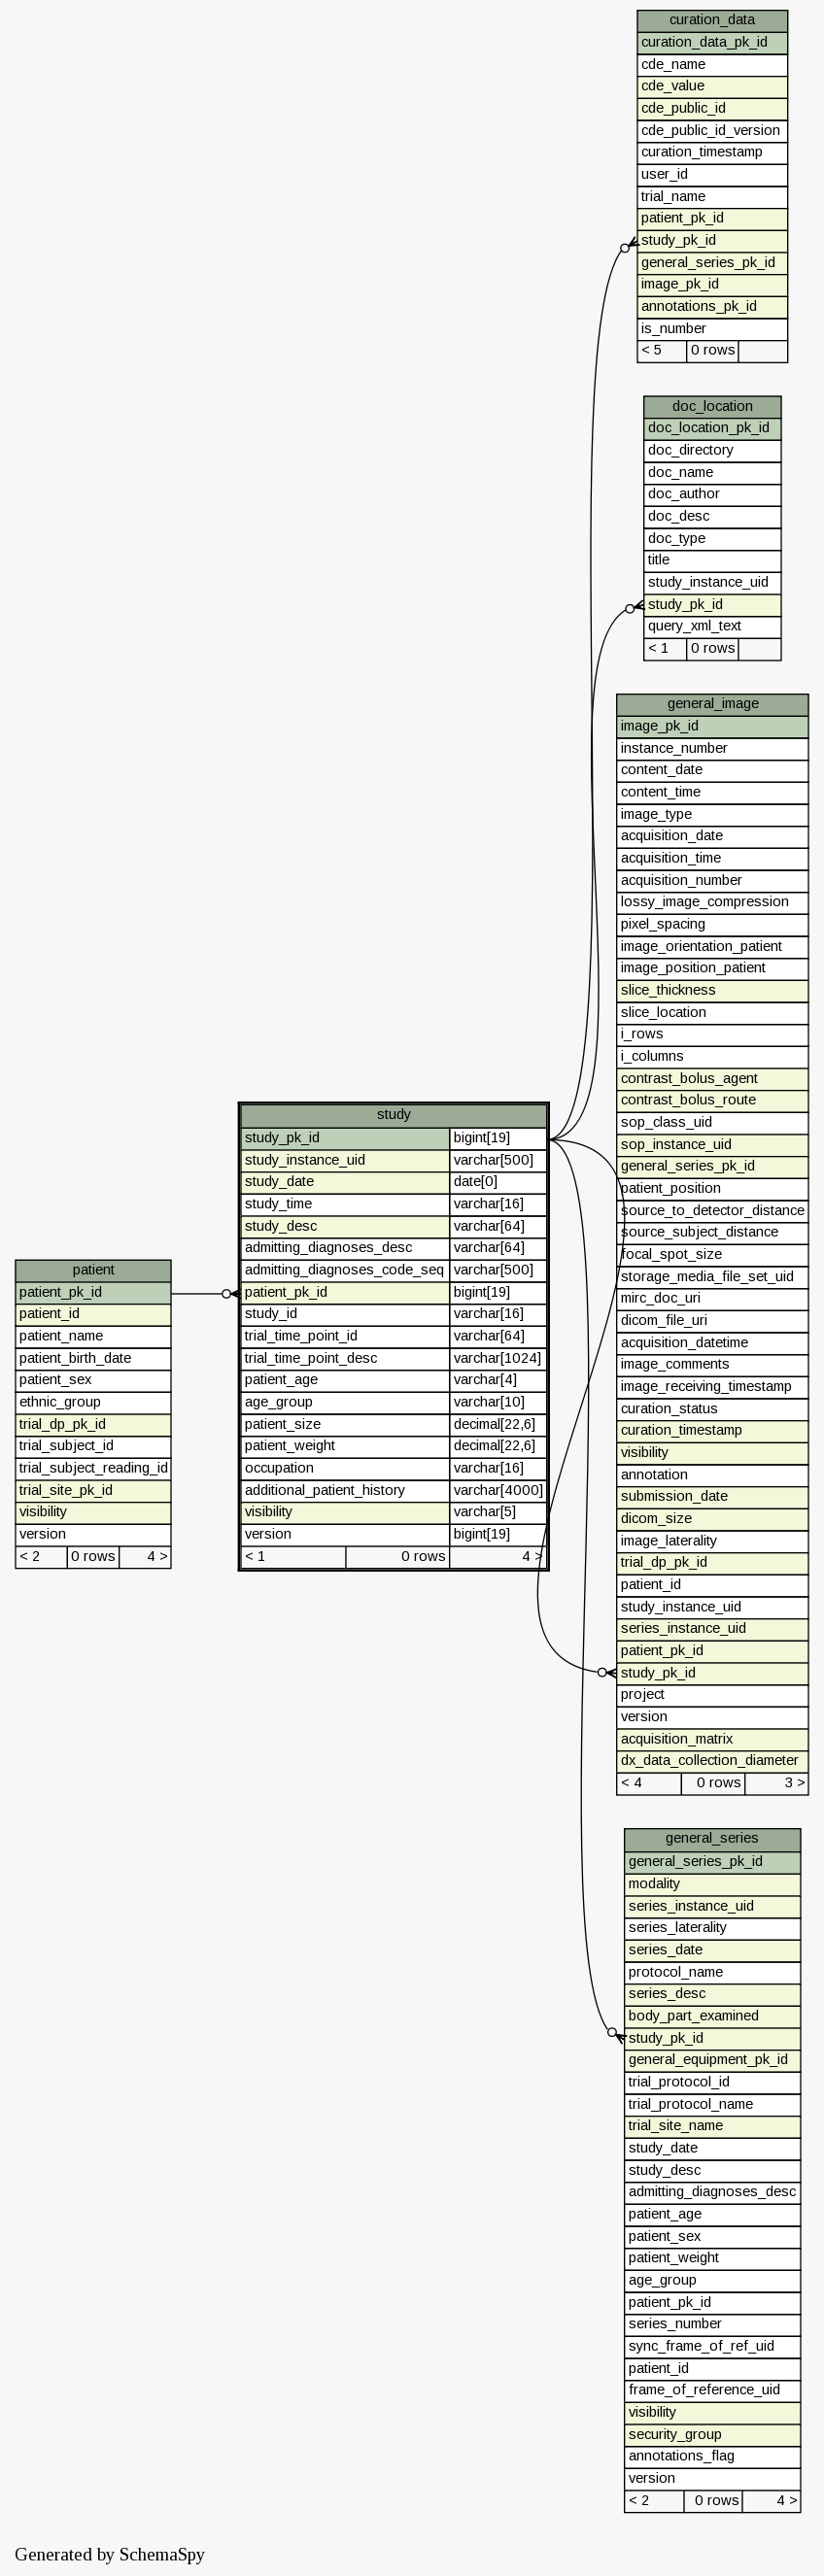 curation_data
curation_data_pk_id
cde_name
cde_value
cde_public_id
cde_public_id_version
curation_timestamp
user_id
trial_name
patient_pk_id
study_pk_id
general_series_pk_id
image_pk_id
annotations_pk_id
is_number
< 5 0 rows
doc_location
doc_location_pk_id
doc_directory
doc_name
doc_author
doc_desc
doc_type
title
study_instance_uid
study_pk_id
query_xml_text
< 1 0 rows
general_image
image_pk_id
instance_number
content_date
content_time
image_type
acquisition_date
acquisition_time
acquisition_number
lossy_image_compression
pixel_spacing
image_orientation_patient
image_position_patient
slice_thickness
slice_location
i_rows
i_columns
contrast_bolus_agent
contrast_bolus_route
sop_class_uid
sop_instance_uid
general_series_pk_id
patient_position
source_to_detector_distance
source_subject_distance
focal_spot_size
storage_media_file_set_uid
mirc_doc_uri
dicom_file_uri
acquisition_datetime
image_comments
image_receiving_timestamp
curation_status
curation_timestamp
visibility
annotation
submission_date
dicom_size
image_laterality
trial_dp_pk_id
patient_id
study_instance_uid
series_instance_uid
patient_pk_id
study_pk_id
project
version
acquisition_matrix
dx_data_collection_diameter
< 4 0 rows 3 >
study
study_pk_id bigint[19]
study_instance_uid varchar[500]
study_date date[0]
study_time varchar[16]
study_desc varchar[64]
admitting_diagnoses_desc varchar[64]
admitting_diagnoses_code_seq varchar[500]
patient_pk_id bigint[19]
study_id varchar[16]
trial_time_point_id varchar[64]
trial_time_point_desc varchar[1024]
patient_age varchar[4]
age_group varchar[10]
patient_size decimal[22,6]
patient_weight decimal[22,6]
occupation varchar[16]
additional_patient_history varchar[4000]
visibility varchar[5]
version bigint[19]
< 1 0 rows 4 >
patient
patient_pk_id
patient_id
patient_name
patient_birth_date
patient_sex
ethnic_group
trial_dp_pk_id
trial_subject_id
trial_subject_reading_id
trial_site_pk_id
visibility
version
< 2 0 rows 4 >
general_series
general_series_pk_id
modality
series_instance_uid
series_laterality
series_date
protocol_name
series_desc
body_part_examined
study_pk_id
general_equipment_pk_id
trial_protocol_id
trial_protocol_name
trial_site_name
study_date
study_desc
admitting_diagnoses_desc
patient_age
patient_sex
patient_weight
age_group
patient_pk_id
series_number
sync_frame_of_ref_uid
patient_id
frame_of_reference_uid
visibility
security_group
annotations_flag
version
< 2 0 rows 4 >
Generated by SchemaSpy